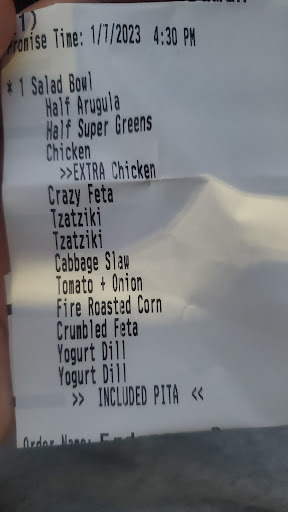 1)
Promise Time: 1/7/2023 4:30 PM
* 1 Salad Bowl
Half Arugula
Half Super Greens
Chicken
>>EXTRA Chicken
Crazy Feta
Tzatziki
Tzatziki
Cabbage Slaw
Tomato + Onion
Fire Roasted Corn
Crumbled Feta
Yogurt Dill
Yogurt Dill
>> INCLUDED PITA <<
Order Name: